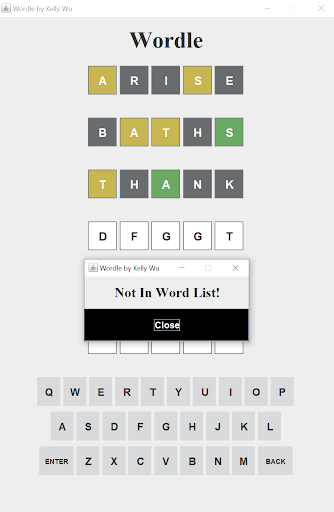 Wordle by Kelly Wu
Wordle
A R I S E
B A T H S
T H A N K
D F G G T
Wordle by Kelly Wu
Not In Word List!
Close
Q W E R T Y U I O P
A S D F G H J K L
ENTER Z X C V B N M BACK